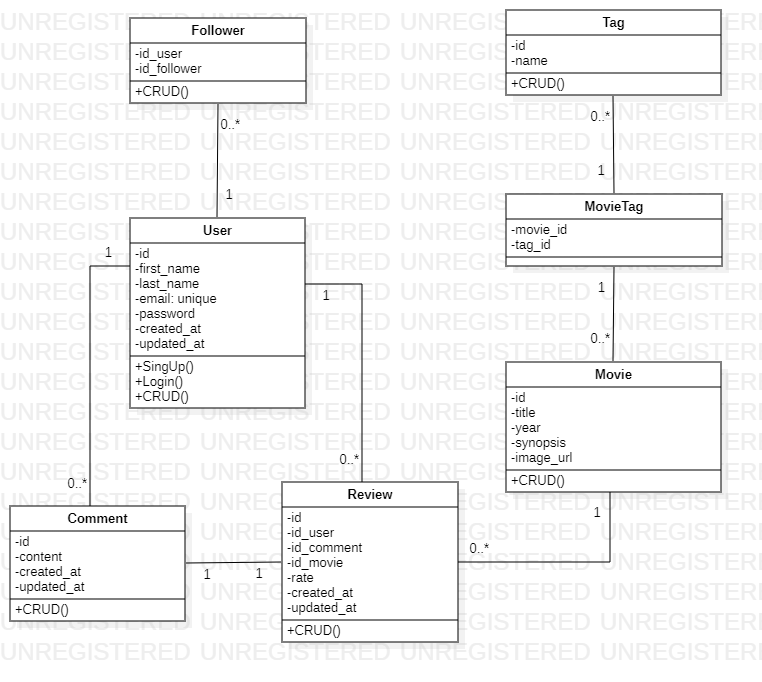 Follower
-id_user
-id_follower
+CRUD()
0..*
1
User
-id
-first_name
-last_name
-email: unique
-password
-created_at
-updated_at
+SingUp()
+Login()
+CRUD()
1
0..*
1
0..*
Comment
-id
-content
-created_at
-updated_at
+CRUD()
1
1
Review
-id
-id_user
-id_comment
-id_movie
-rate
-created_at
-updated_at
+CRUD()
Tag
-id
-name
+CRUD()
0..*
1
MovieTag
-movie_id
-tag_id
1
0..*
Movie
-id
-title
-year
-synopsis
-image_url
+CRUD()
1
0..*
UNREGISTERED